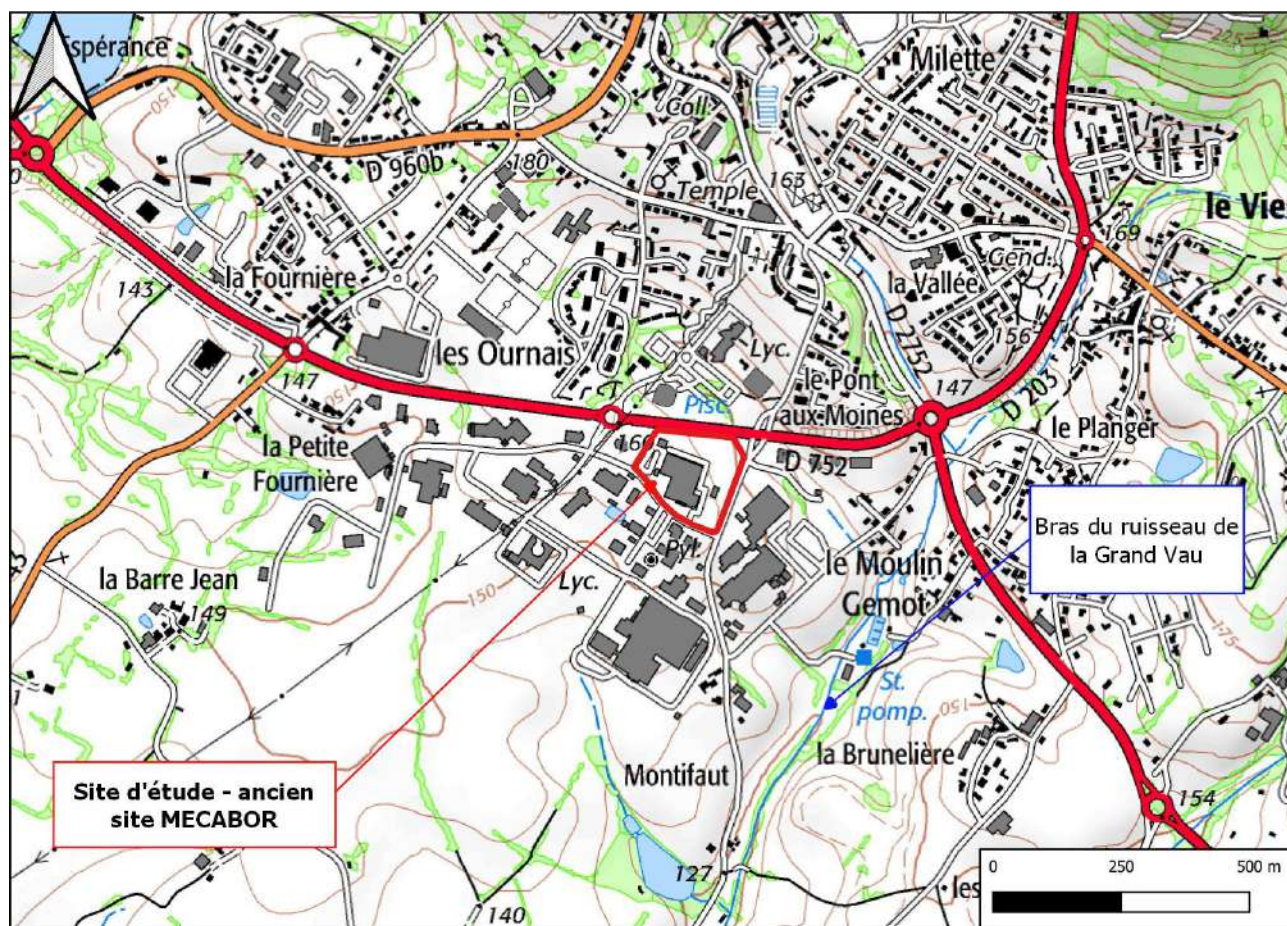 Espérance
Milette
Coll.
D 960b
180
Temple
163
le Vie
169
Gend.
la Vallée
la Fournière
143
D 2752
156
les Ournais
Lyc.
147
150
le Pont
aux Moines
147
D 203
Pisc.
le Planger
la Petite
Fournière
D 752
Bras du ruisseau de
la Grand Vau
le Moulin
Gemot
Pyl.
Lyc.
150
la Barre Jean
149
175
St.
pomp.
150
la Brunelière
Montifaut
Site d'étude - ancien
site MECABOR
154
127
140
les
0 250 500 m